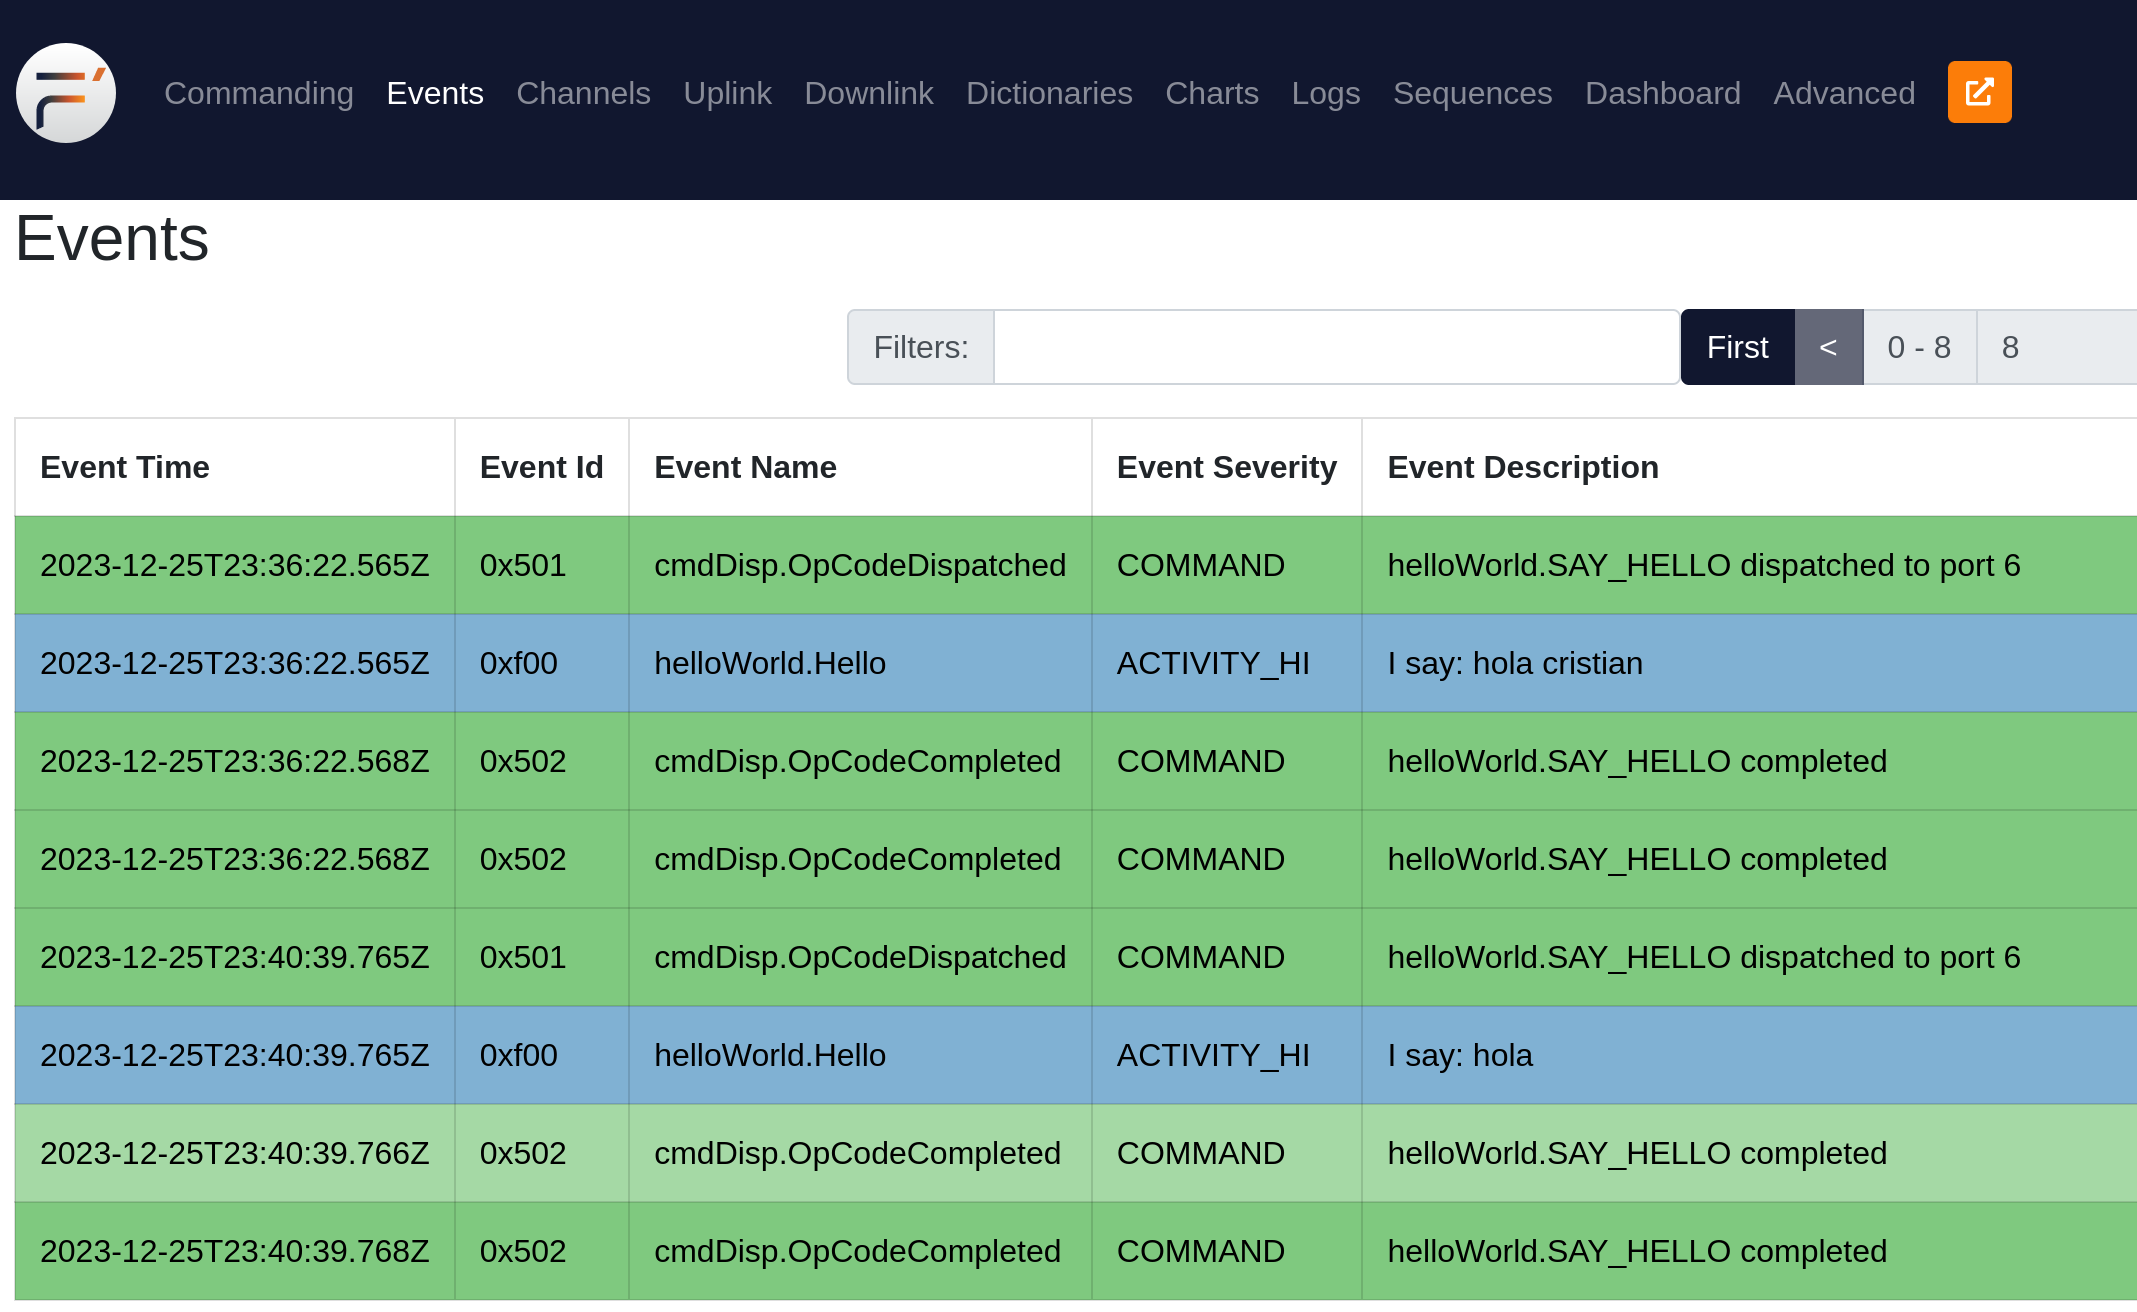 Commanding Events Channels Uplink Downlink Dictionaries Charts Logs Sequences Dashboard Advanced
Events
Filters: First < 0 - 8 8
Event Time Event Id Event Name Event Severity Event Description
2023-12-25T23:36:22.565Z 0x501 cmdDisp.OpCodeDispatched COMMAND helloWorld.SAY_HELLO dispatched to port 6
2023-12-25T23:36:22.565Z 0xf00 helloWorld.Hello ACTIVITY_HI I say: hola cristian
2023-12-25T23:36:22.568Z 0x502 cmdDisp.OpCodeCompleted COMMAND helloWorld.SAY_HELLO completed
2023-12-25T23:36:22.568Z 0x502 cmdDisp.OpCodeCompleted COMMAND helloWorld.SAY_HELLO completed
2023-12-25T23:40:39.765Z 0x501 cmdDisp.OpCodeDispatched COMMAND helloWorld.SAY_HELLO dispatched to port 6
2023-12-25T23:40:39.765Z 0xf00 helloWorld.Hello ACTIVITY_HI I say: hola
2023-12-25T23:40:39.766Z 0x502 cmdDisp.OpCodeCompleted COMMAND helloWorld.SAY_HELLO completed
2023-12-25T23:40:39.768Z 0x502 cmdDisp.OpCodeCompleted COMMAND helloWorld.SAY_HELLO completed